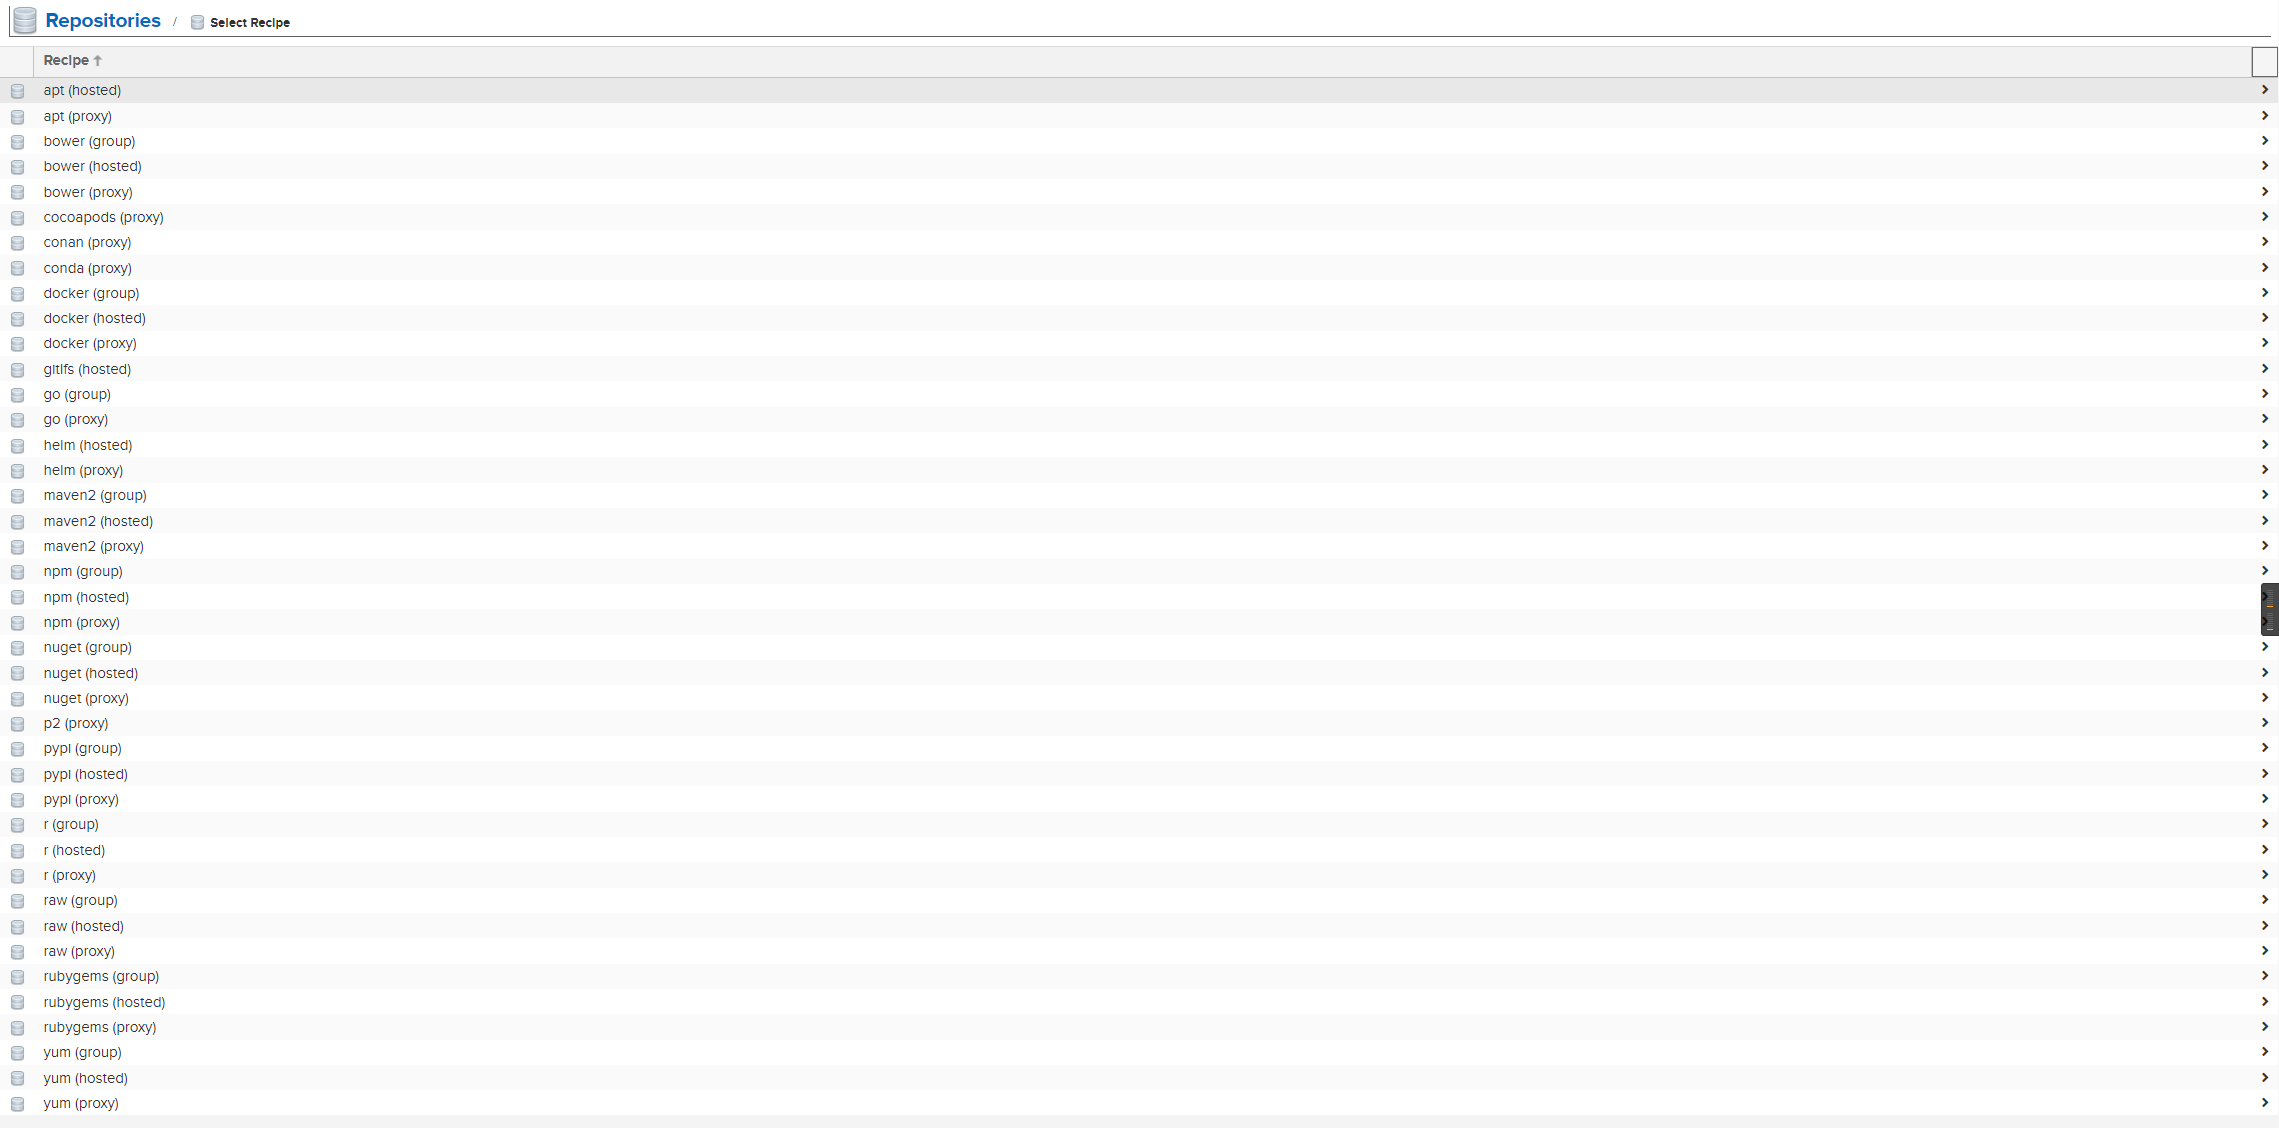 Repositories / Select Recipe
Recipe
apt (hosted)
apt (proxy)
bower (group)
bower (hosted)
bower (proxy)
cocoapods (proxy)
conan (proxy)
conda (proxy)
docker (group)
docker (hosted)
docker (proxy)
gitlfs (hosted)
go (group)
go (proxy)
helm (hosted)
helm (proxy)
maven2 (group)
maven2 (hosted)
maven2 (proxy)
npm (group)
npm (hosted)
npm (proxy)
nuget (group)
nuget (hosted)
nuget (proxy)
p2 (proxy)
pypi (group)
pypi (hosted)
pypi (proxy)
r (group)
r (hosted)
r (proxy)
raw (group)
raw (hosted)
raw (proxy)
rubygems (group)
rubygems (hosted)
rubygems (proxy)
yum (group)
yum (hosted)
yum (proxy)